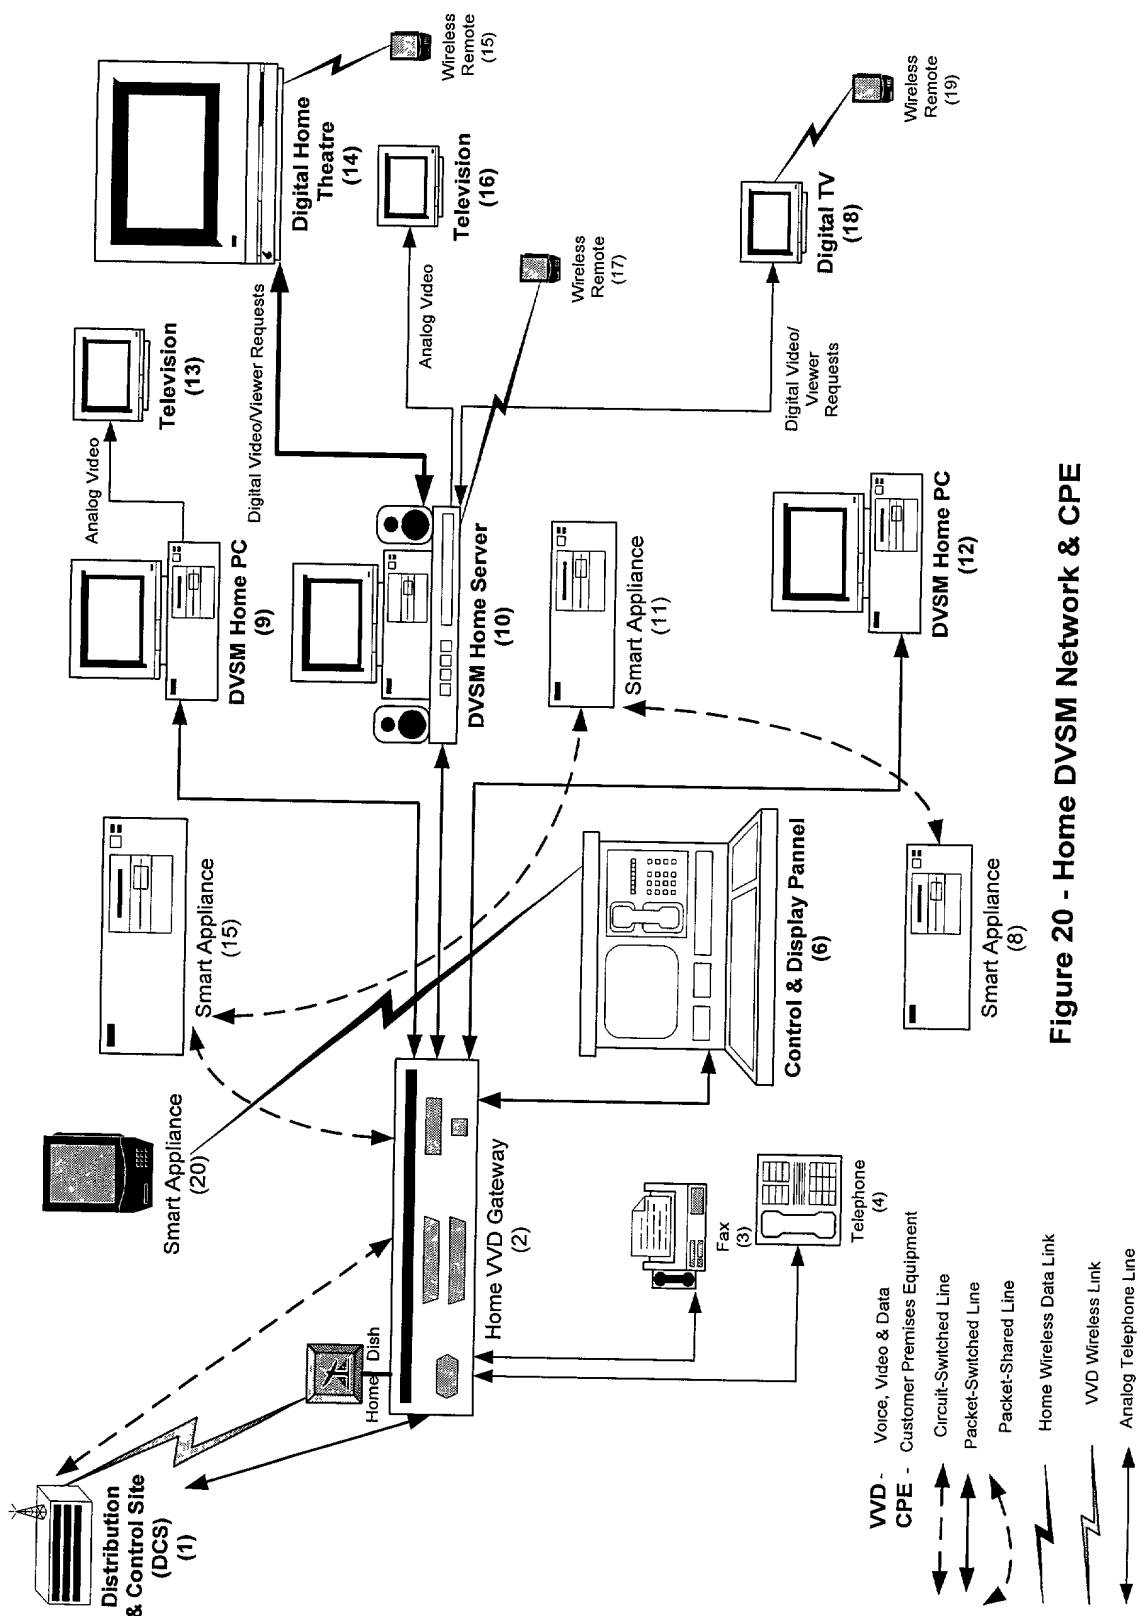 Distribution
& Control Site
(DCS)
(1)
Home
Dish
Home VVD Gateway
(2)
Smart Appliance
(20)
Smart Appliance
(15)
DVSM Home PC
(9)
Analog Video
Television
(13)
Digital Video/Viewer Requests
Digital Home
Theatre
(14)
Wireless
Remote
(15)
DVSM Home Server
(10)
Analog Video
Television
(16)
Wireless
Remote
(17)
Digital Video/
Viewer
Requests
Digital TV
(18)
Wireless
Remote
(19)
Smart Appliance
(11)
DVSM Home PC
(12)
Control & Display Pannel
(6)
Smart Appliance
(8)
Fax
(3)
Telephone
(4)
VVD - Voice, Video & Data
CPE - Customer Premises Equipment
Circuit-Switched Line
Packet-Switched Line
Packet-Shared Line
Home Wireless Data Link
VVD Wireless Link
Analog Telephone Line
Figure 20 - Home DVSM Network & CPE